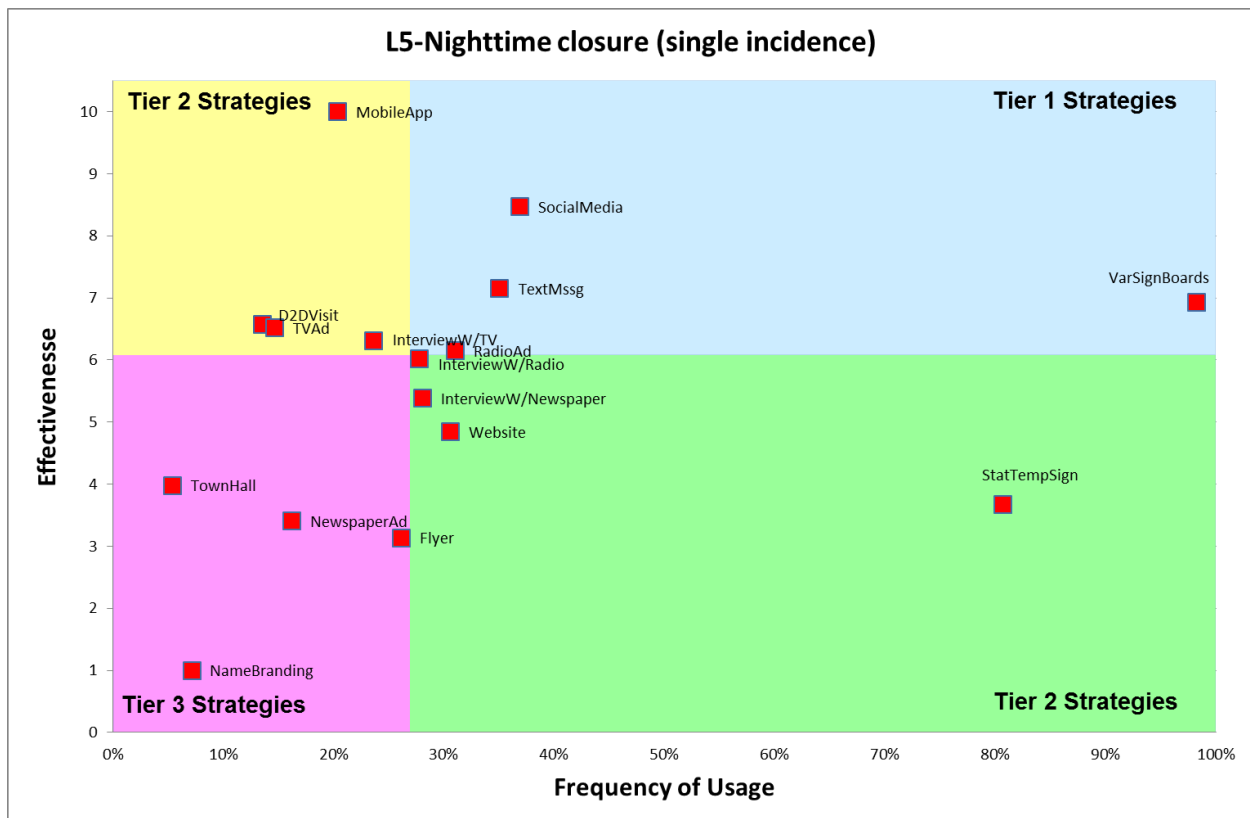 L5-Nighttime closure (single incidence)
Tier 2 Strategies
Tier 1 Strategies
10
MobileApp
9
SocialMedia
8
VarSignBoards
TextMssg
7
D2DVisit
TVAd
InterviewW/TV
RadioAd
6
InterviewW/Radio
InterviewW/Newspaper
5
Website
StatTempSign
4
TownHall
NewspaperAd
3
Flyer
2
1
NameBranding
Tier 3 Strategies
Tier 2 Strategies
0
0%
10%
20%
30%
40%
50%
60%
70%
80%
90%
100%
Effectivenesse
Frequency of Usage